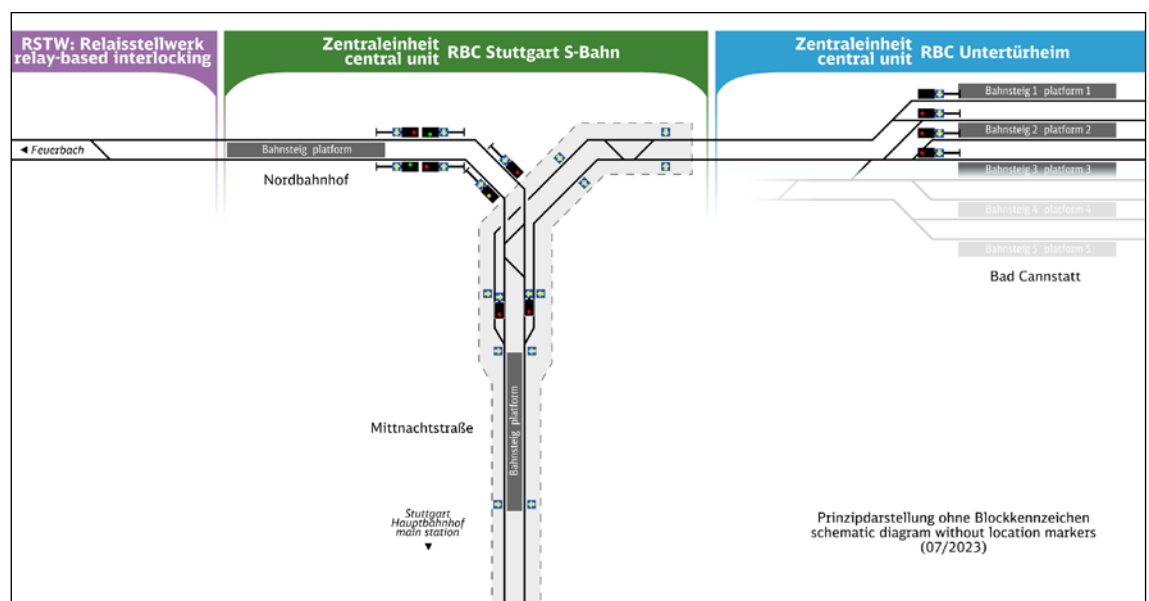 RSTW: Relaisstellwerk
relay-based interlocking
Zentraleinheit
central unit
RBC Stuttgart S-Bahn
Zentraleinheit
central unit
RBC Untertürheim
Bahnsteig 1 platform 1
Bahnsteig 2 platform 2
Bahnsteig 3 platform 3
Bahnsteig 4 platform 4
Bahnsteig 5 platform 5
Bad Cannstatt
◄ Feuerbach
Bahnsteig platform
Nordbahnhof
Mittnachtstraße
Bahnsteig platform
Stuttgart
Hauptbahnhof
main station
▼
Prinzipdarstellung ohne Blockkennzeichen
schematic diagram without location markers
(07/2023)